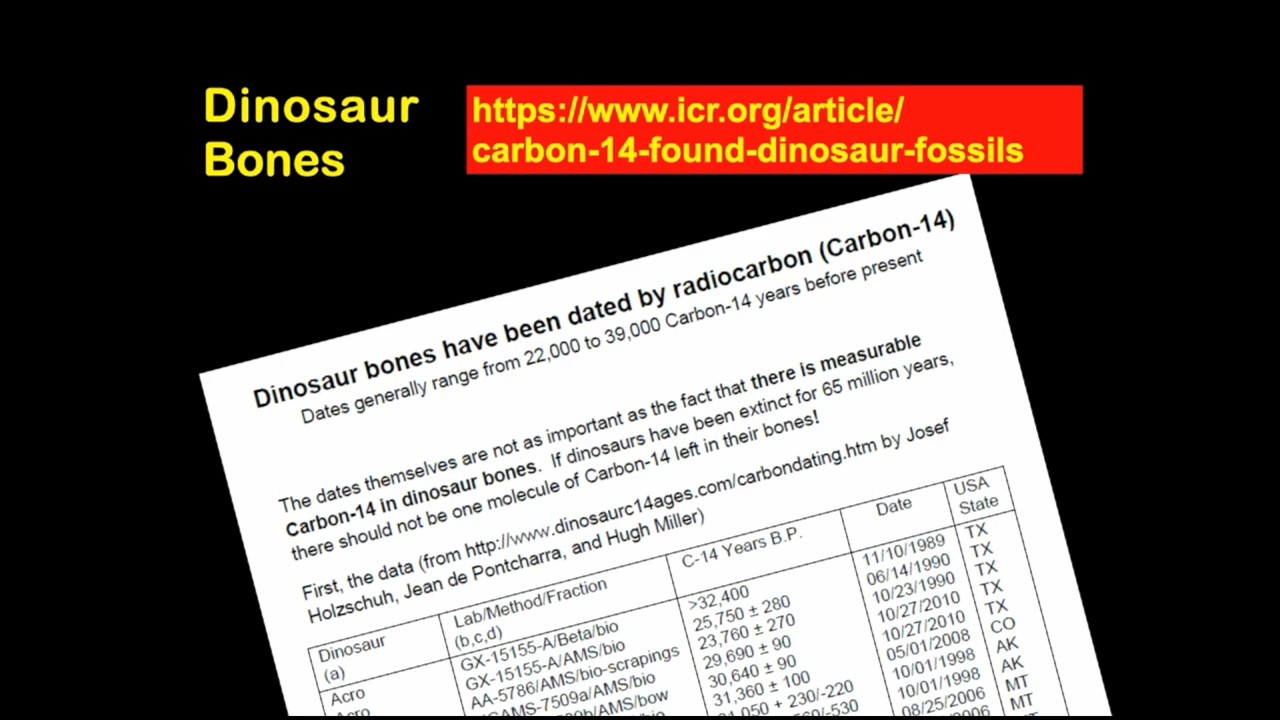 Dinosaur
Bones
https://www.icr.org/article/
carbon-14-found-dinosaur-fossils
Dinosaur bones have been dated by radiocarbon (Carbon-14)
Dates generally range from 22,000 to 39,000 Carbon-14 years before present
The dates themselves are not as important as the fact that there is measurable
Carbon-14 in dinosaur bones. If dinosaurs have been extinct for 65 million years,
there should not be one molecule of Carbon-14 left in their bones!
First, the data (from http://www.dinosaurc14ages.com/carbondating.htm by Josef
Holzschuh, Jean de Pontcharra, and Hugh Miller)
Dinosaur
(a)
Lab/Method/Fraction
(b,c,d)
C-14 Years B.P.
Date
USA
State
Acro GX-15155-A/Beta/bio >32,400 11/10/1989 TX
GX-15155-A/AMS/bio 25,750 ± 280 06/14/1990 TX
AA-5786/AMS/bio-scrapings 23,760 ± 270 10/23/1990 TX
29,690 ± 90 10/27/2010 TX
30,640 ± 90 10/27/2010 TX
31,360 ± 100 05/01/2008 CO
+ 230/-220 10/01/1998 AK
10/01/1998 AK
08/25/2006 MT
MT